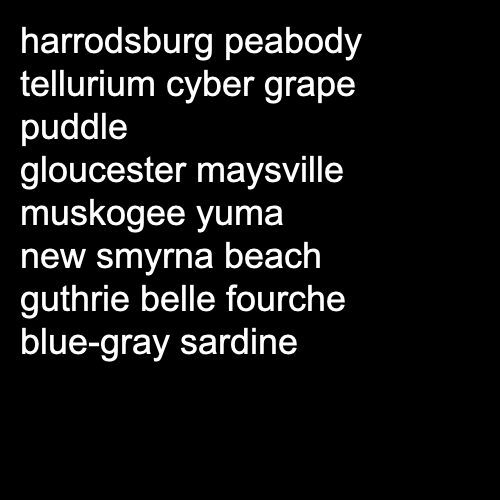 harrodsburg peabody
tellurium cyber grape
puddle
gloucester maysville
muskogee yuma
new smyrna beach
guthrie belle fourche
blue-gray sardine